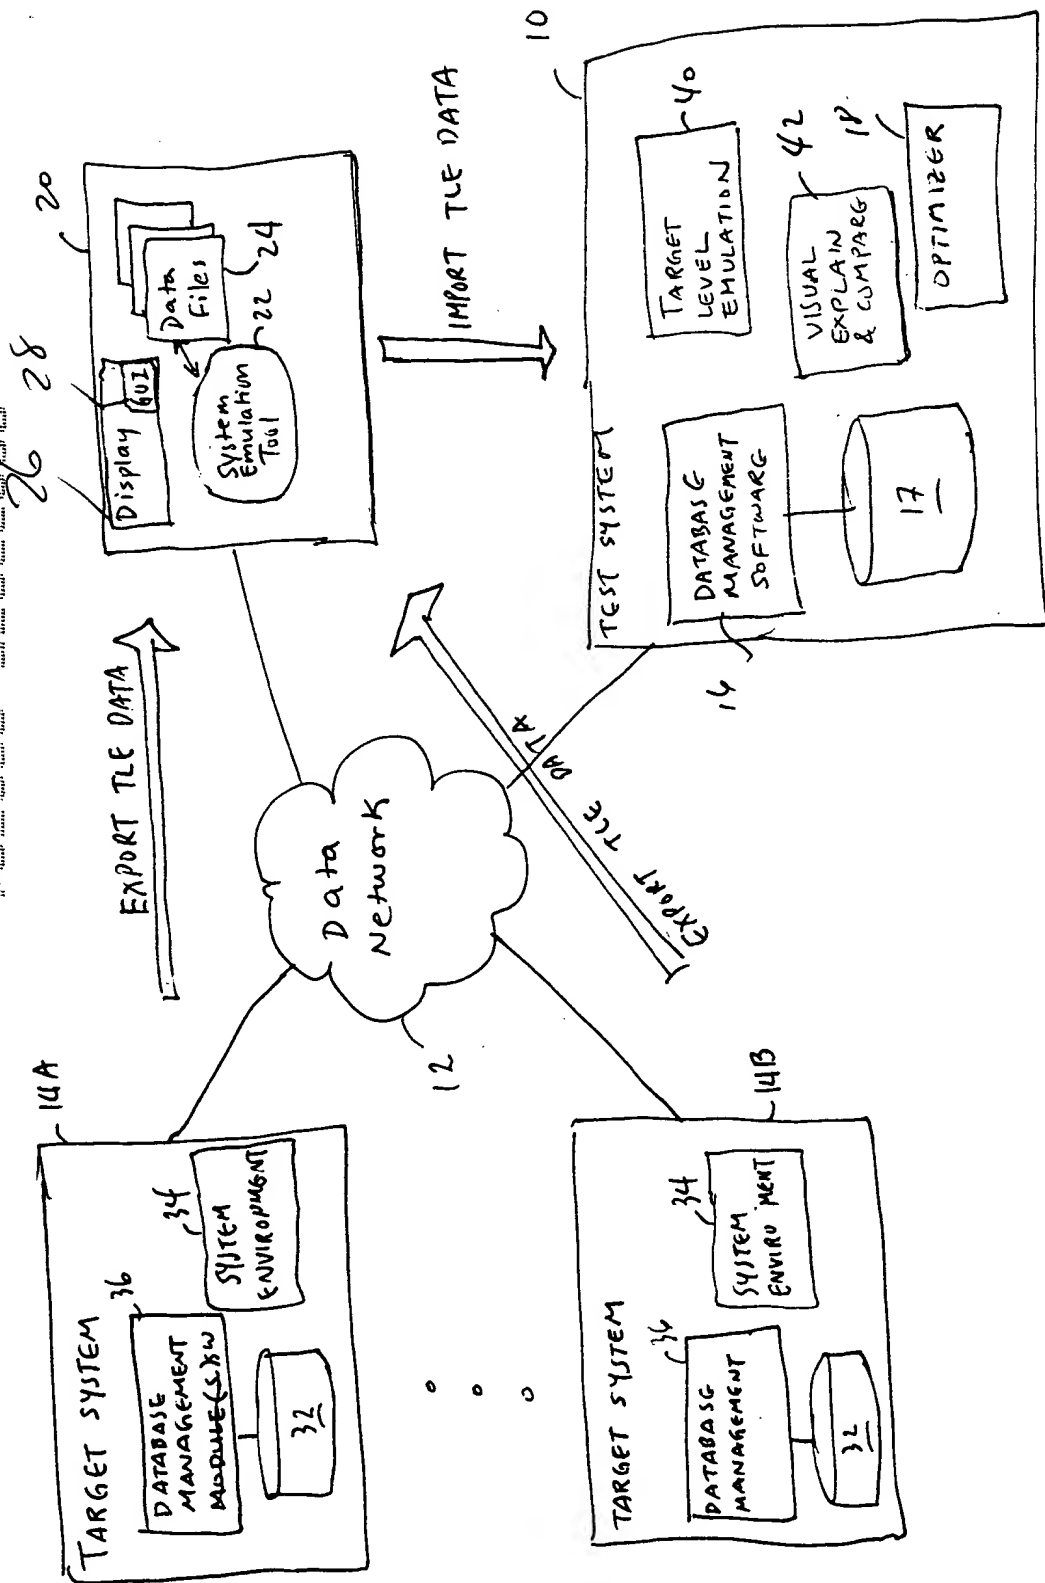 TARGET SYSTEM
14A
DATABASE
MANAGEMENT
MODULE(S) SW
36
32
SYSTEM
ENVIRONMENT
34
EXPORT TLE DATA
26
28
20
Display
GUI
Data
Files
24
System
Emulation
Tool
22
Data
Network
12
IMPORT TLE DATA
EXPORT TLE DATA
TARGET SYSTEM
14B
DATABASE
MANAGEMENT
36
32
SYSTEM
ENVIRO MENT
34
TEST SYSTEM
10
DATABASE
MANAGEMENT
SOFTWARE
16
17
TARGET
LEVEL
EMULATION
40
VISUAL
EXPLAIN
& COMPARE
42
OPTIMIZER
18